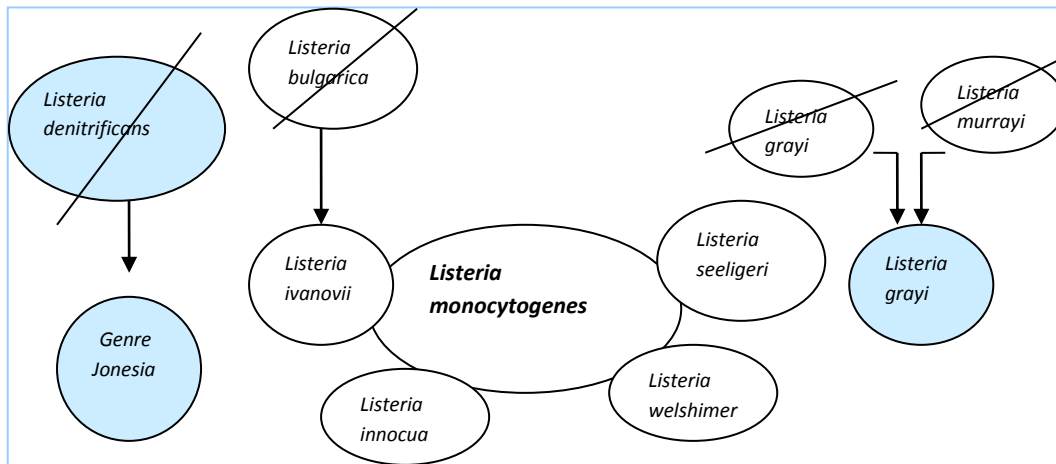 Listeria
denitrificans
Listeria
bulgarica
Listeria
grayi
Listeria
murrayi
Listeria
ivanovii
Listeria
monocytogenes
Listeria
seeligeri
Listeria
grayi
Genre
Jonesia
Listeria
innocua
Listeria
welshimer